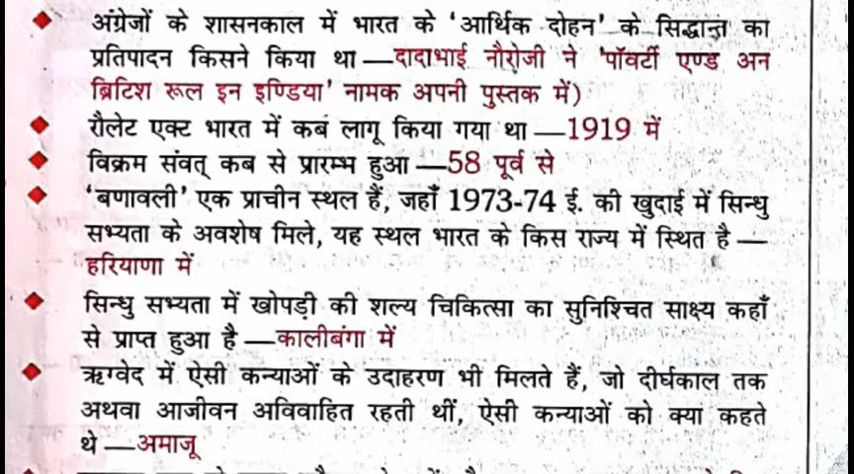 अंग्रेजों के शासनकाल में भारत के 'आर्थिक दोहन' के सिद्धान्त का
प्रतिपादन किसने किया था —दादाभाई नौरोजी ने 'पॉवर्टी एण्ड अन
ब्रिटिश रूल इन इण्डिया' नामक अपनी पुस्तक में)
रौलेट एक्ट भारत में कब लागू किया गया था —1919 में
विक्रम संवत् कब से प्रारम्भ हुआ —58 पूर्व से
'बणावली' एक प्राचीन स्थल हैं, जहाँ 1973-74 ई. की खुदाई में सिन्धु
सभ्यता के अवशेष मिले, यह स्थल भारत के किस राज्य में स्थित है —
हरियाणा में
सिन्धु सभ्यता में खोपड़ी की शल्य चिकित्सा का सुनिश्चित साक्ष्य कहाँ
से प्राप्त हुआ है —कालीबंगा में
ऋग्वेद में ऐसी कन्याओं के उदाहरण भी मिलते हैं, जो दीर्घकाल तक
अथवा आजीवन अविवाहित रहती थीं, ऐसी कन्याओं को क्या कहते
थे —अमाजू